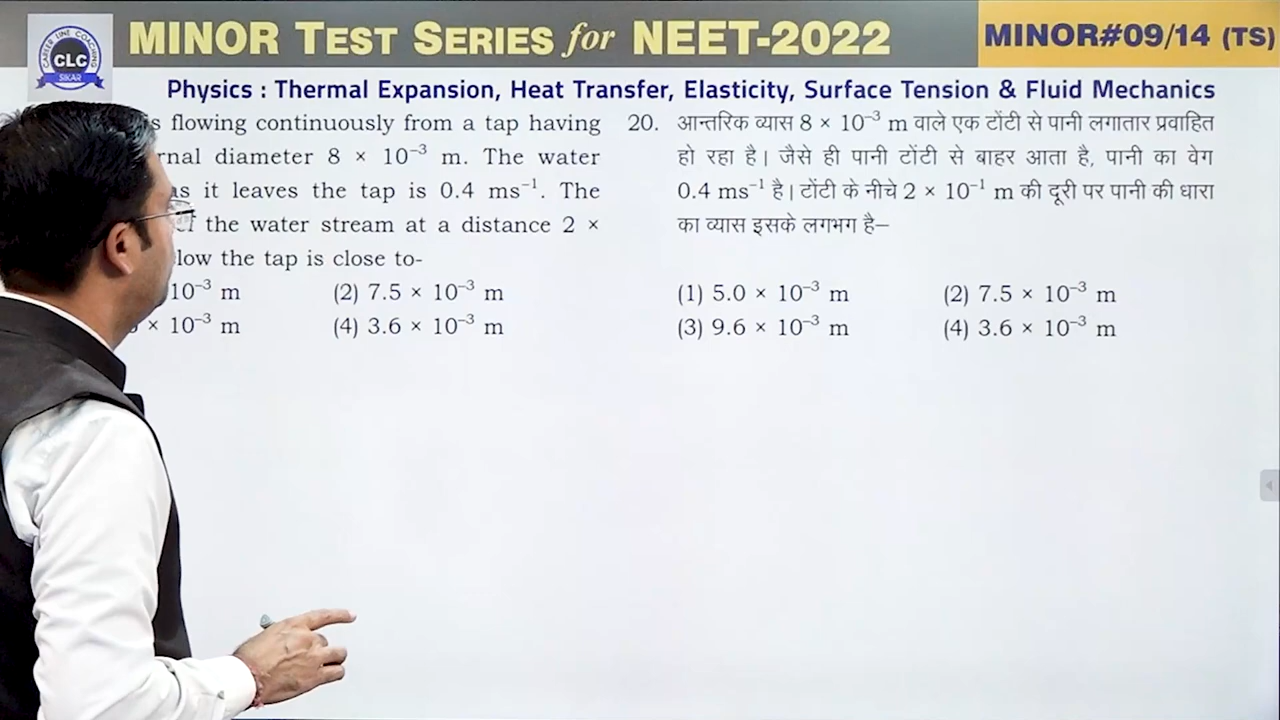 MINOR TEST SERIES for NEET-2022
MINOR#09/14 (TS)
CAREER LINE COACHING
CLC
SIKAR
Physics : Thermal Expansion, Heat Transfer, Elasticity, Surface Tension & Fluid Mechanics
flowing continuously from a tap having
diameter 8 × 10⁻³ m. The water
as it leaves the tap is 0.4 ms⁻¹. The
the water stream at a distance 2 ×
the tap is close to-
10⁻³ m (2) 7.5 × 10⁻³ m
× 10⁻³ m (4) 3.6 × 10⁻³ m
20. आन्तरिक व्यास 8 × 10⁻³ m वाले एक टोंटी से पानी लगातार प्रवाहित
हो रहा है। जैसे ही पानी टोंटी से बाहर आता है, पानी का वेग
0.4 ms⁻¹ है। टोंटी के नीचे 2 × 10⁻¹ m की दूरी पर पानी की धारा
का व्यास इसके लगभग है–
(1) 5.0 × 10⁻³ m (2) 7.5 × 10⁻³ m
(3) 9.6 × 10⁻³ m (4) 3.6 × 10⁻³ m